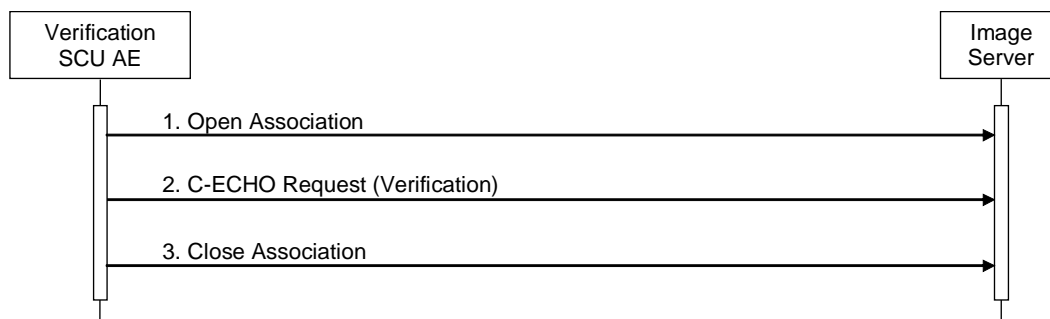 Verification
SCU AE
Image
Server
1. Open Association
2. C-ECHO Request (Verification)
3. Close Association